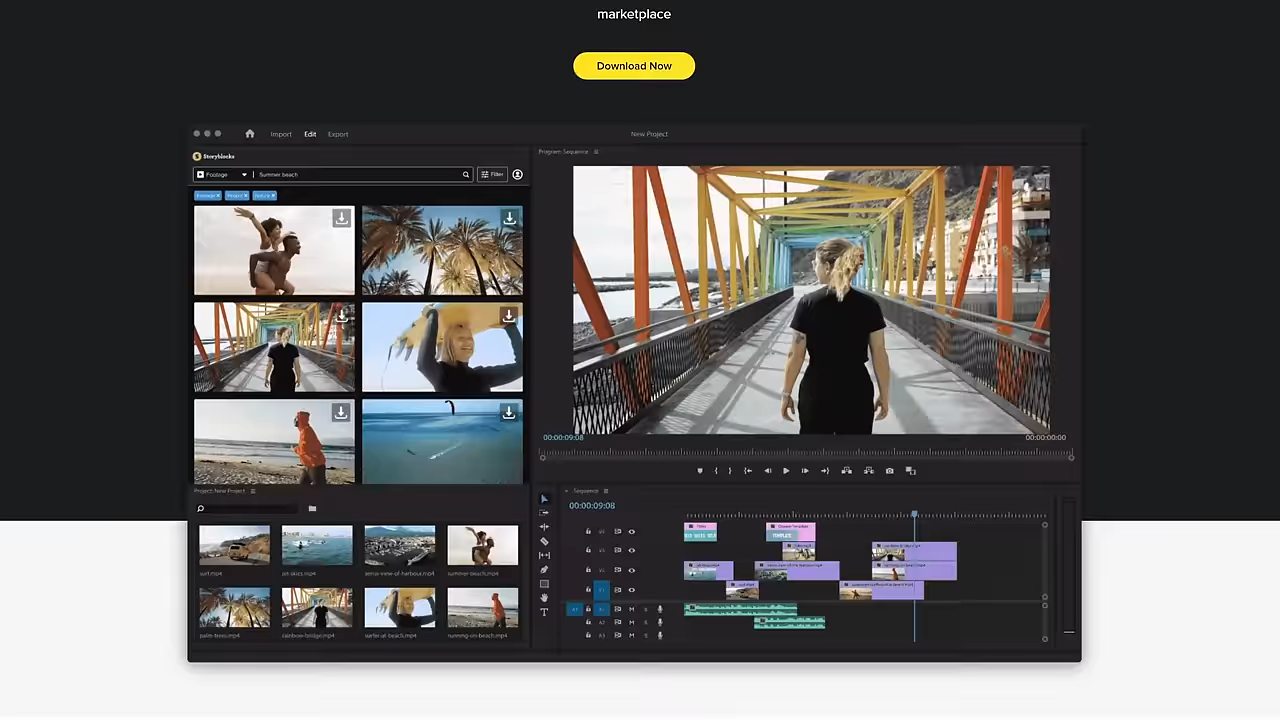 marketplace
Download Now
Import Edit Export
New Project
Storyblocks
Program: Sequence
Footage
Summer beach
Filter
00:00:09:08
00:00:00:00
Project: New Project
Sequence
00:00:09:08
TEMPLATE
surf.mp4
jet-skies.mp4
aerial-view-of-harbour.mp4
summer-beach.mp4
palm-trees.mp4
rainbow-bridge.mp4
surfer-at-beach.mp4
running-on-beach.mp4
M S
M S
M S